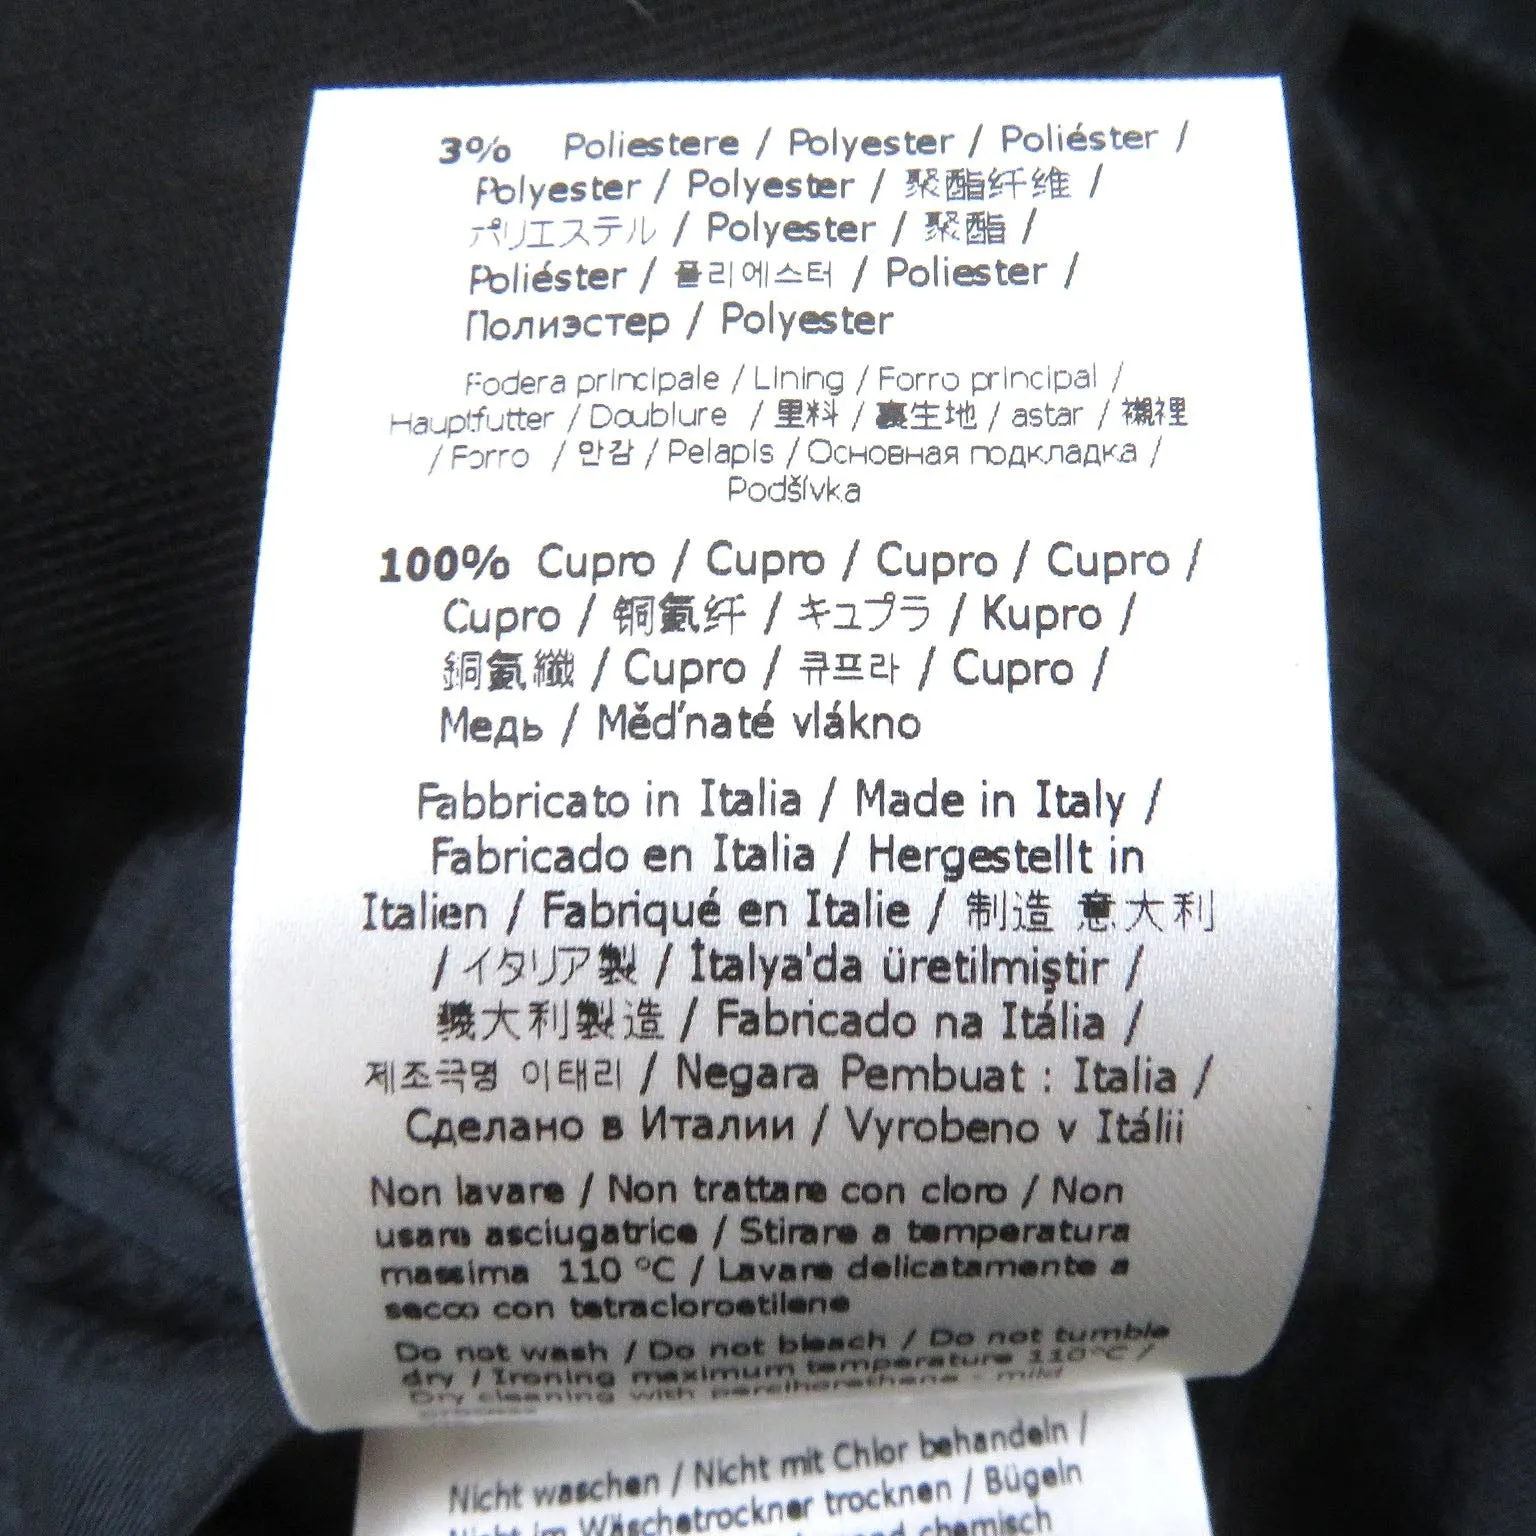 3% Poliestere / Polyester / Poliéster /
Polyester / Polyester / 聚酯纤维 /
ポリエステル / Polyester / 聚酯 /
Poliéster / 폴리에스터 / Poliester /
Полиэстер / Polyester
Fodera principale / Lining / Forro principal /
Hauptfutter / Doublure / 里料 / 裏生地 / astar / 襯裡
/ Forro / 안감 / Pelapis / Основная подкладка /
Podšívka
100% Cupro / Cupro / Cupro / Cupro /
Cupro / 铜氨纤 / キュプラ / Kupro /
銅氨纖 / Cupro / 큐프라 / Cupro /
Медь / Měďnaté vlákno
Fabbricato in Italia / Made in Italy /
Fabricado en Italia / Hergestellt in
Italien / Fabriqué en Italie / 制造 意大利
/ イタリア製 / İtalya'da üretilmiştir /
義大利製造 / Fabricado na Itália /
제조국명 이태리 / Negara Pembuat : Italia /
Сделано в Италии / Vyrobeno v Itálii
Non lavare / Non trattare con cloro / Non
usare asciugatrice / Stirare a temperatura
massima 110 °C / Lavare delicatamente a
secco con tetracloroetilene
Do not wash / Do not bleach / Do not tumble
dry / Ironing maximum temperature 110°C /
Dry cleaning with perclhorethene - mild
Nicht waschen / Nicht mit Chlor behandeln /
Nicht im Wäschetrockner trocknen / Bügeln
chemisch